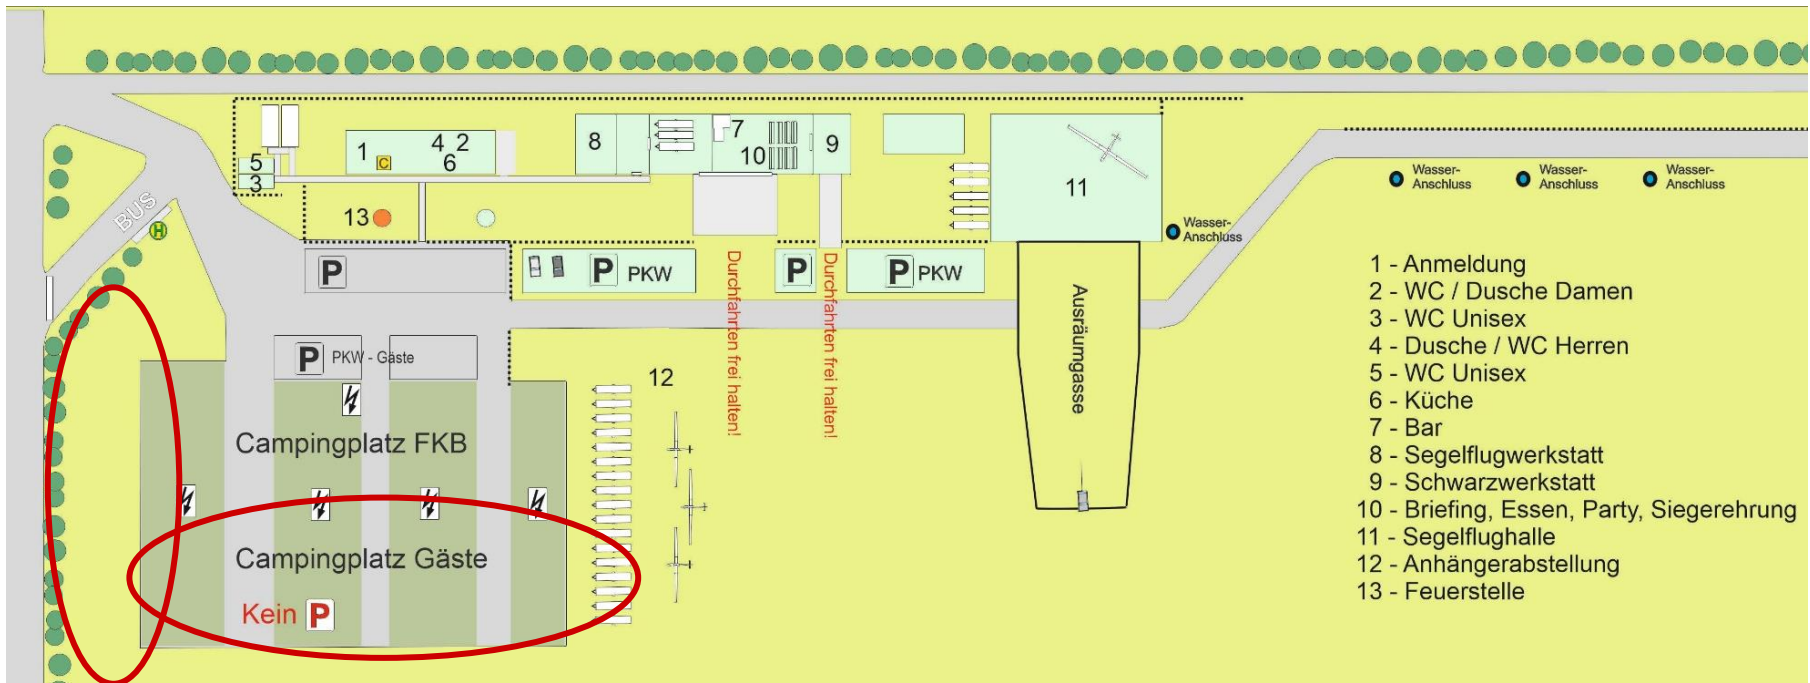 BUS
H
5
3
1
C
4 2
6
8
7
10
9
11
13
P
P PKW
P
P PKW
Durchfahrten frei halten!
Durchfahrten frei halten!
Ausräumgasse
Wasser-
Anschluss
Wasser-
Anschluss
Wasser-
Anschluss
Wasser-
Anschluss
P PKW - Gäste
12
Campingplatz FKB
Campingplatz Gäste
Kein P
1 - Anmeldung
2 - WC / Dusche Damen
3 - WC Unisex
4 - Dusche / WC Herren
5 - WC Unisex
6 - Küche
7 - Bar
8 - Segelflugwerkstatt
9 - Schwarzwerkstatt
10 - Briefing, Essen, Party, Siegerehrung
11 - Segelflughalle
12 - Anhängerabstellung
13 - Feuerstelle